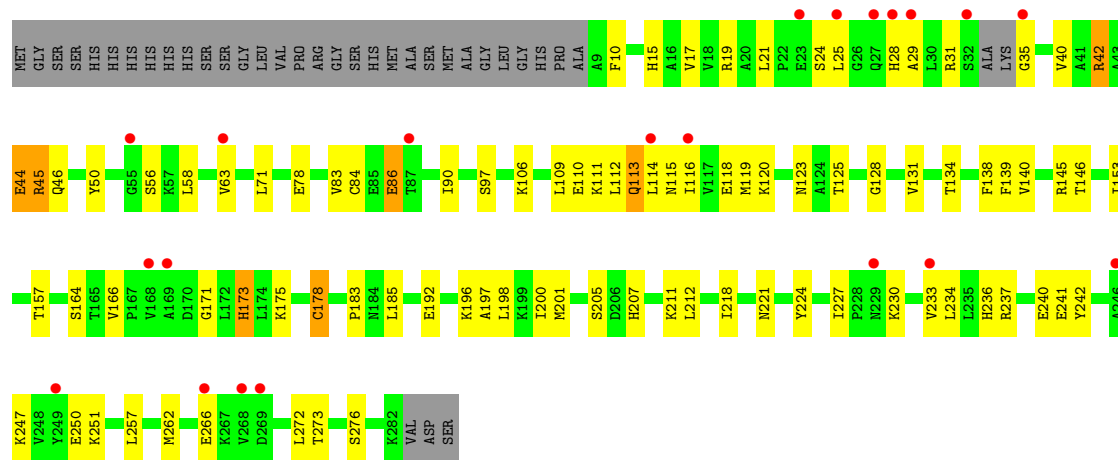 MET GLY SER SER HIS HIS HIS HIS HIS HIS SER SER GLY LEU VAL PRO ARG GLY SER HIS MET ALA SER MET ALA GLY LEU GLY HIS PRO ALA A9 F10 H15 A16 V17 V18 R19 A20 L21 P22 E23 S24 L25 G26 Q27 H28 A29 L30 R31 S32 ALA LYS G35 V40 A41 R42 A43
E44 R45 Q46 Y50 G55 S56 K57 L58 V63 L71 E78 V83 C84 E85 E86 T87 I90 S97 K106 L109 E110 K111 L112 Q113 L114 N115 I116 V117 E118 M119 K120 N123 A124 T125 G128 V131 T134 F138 F139 V140 R145 T146 I153
T157 S164 T165 V166 P167 V168 A169 D170 G171 L172 H173 L174 K175 C178 P183 N184 L185 E192 K196 A197 L198 K199 I200 M201 S205 D206 H207 K211 L212 I218 N221 Y224 I227 P228 N229 K230 V233 L234 L235 H236 R237 E240 E241 Y242 A246
K247 V248 Y249 E250 K251 L257 M262 E266 K267 V268 D269 L272 T273 S276 K282 VAL ASP SER